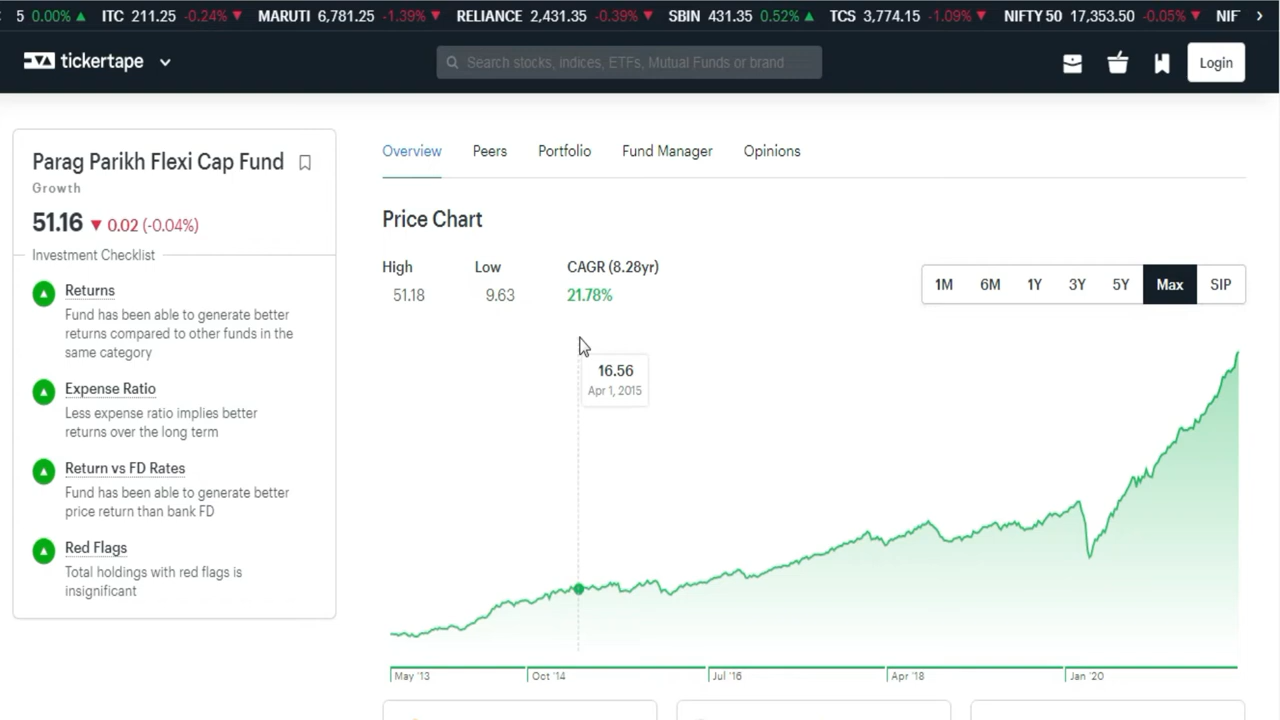 5 0.00% ▲ ITC 211.25 -0.24% ▼ MARUTI 6,781.25 -1.39% ▼ RELIANCE 2,431.35 -0.39% ▼ SBIN 431.35 0.52% ▲ TCS 3,774.15 -1.09% ▼ NIFTY 50 17,353.50 -0.05% ▼ NIF
tickertape
Search stocks, indices, ETFs, Mutual Funds or brand
Login
Parag Parikh Flexi Cap Fund
Growth
51.16 ▼ 0.02 (-0.04%)
Investment Checklist
Returns
Fund has been able to generate better
returns compared to other funds in the
same category
Expense Ratio
Less expense ratio implies better
returns over the long term
Return vs FD Rates
Fund has been able to generate better
price return than bank FD
Red Flags
Total holdings with red flags is
insignificant
Overview Peers Portfolio Fund Manager Opinions
Price Chart
High Low CAGR (8.28yr)
51.18 9.63 21.78%
1M 6M 1Y 3Y 5Y Max SIP
16.56
Apr 1, 2015
May '13 Oct '14 Jul '16 Apr '18 Jan '20